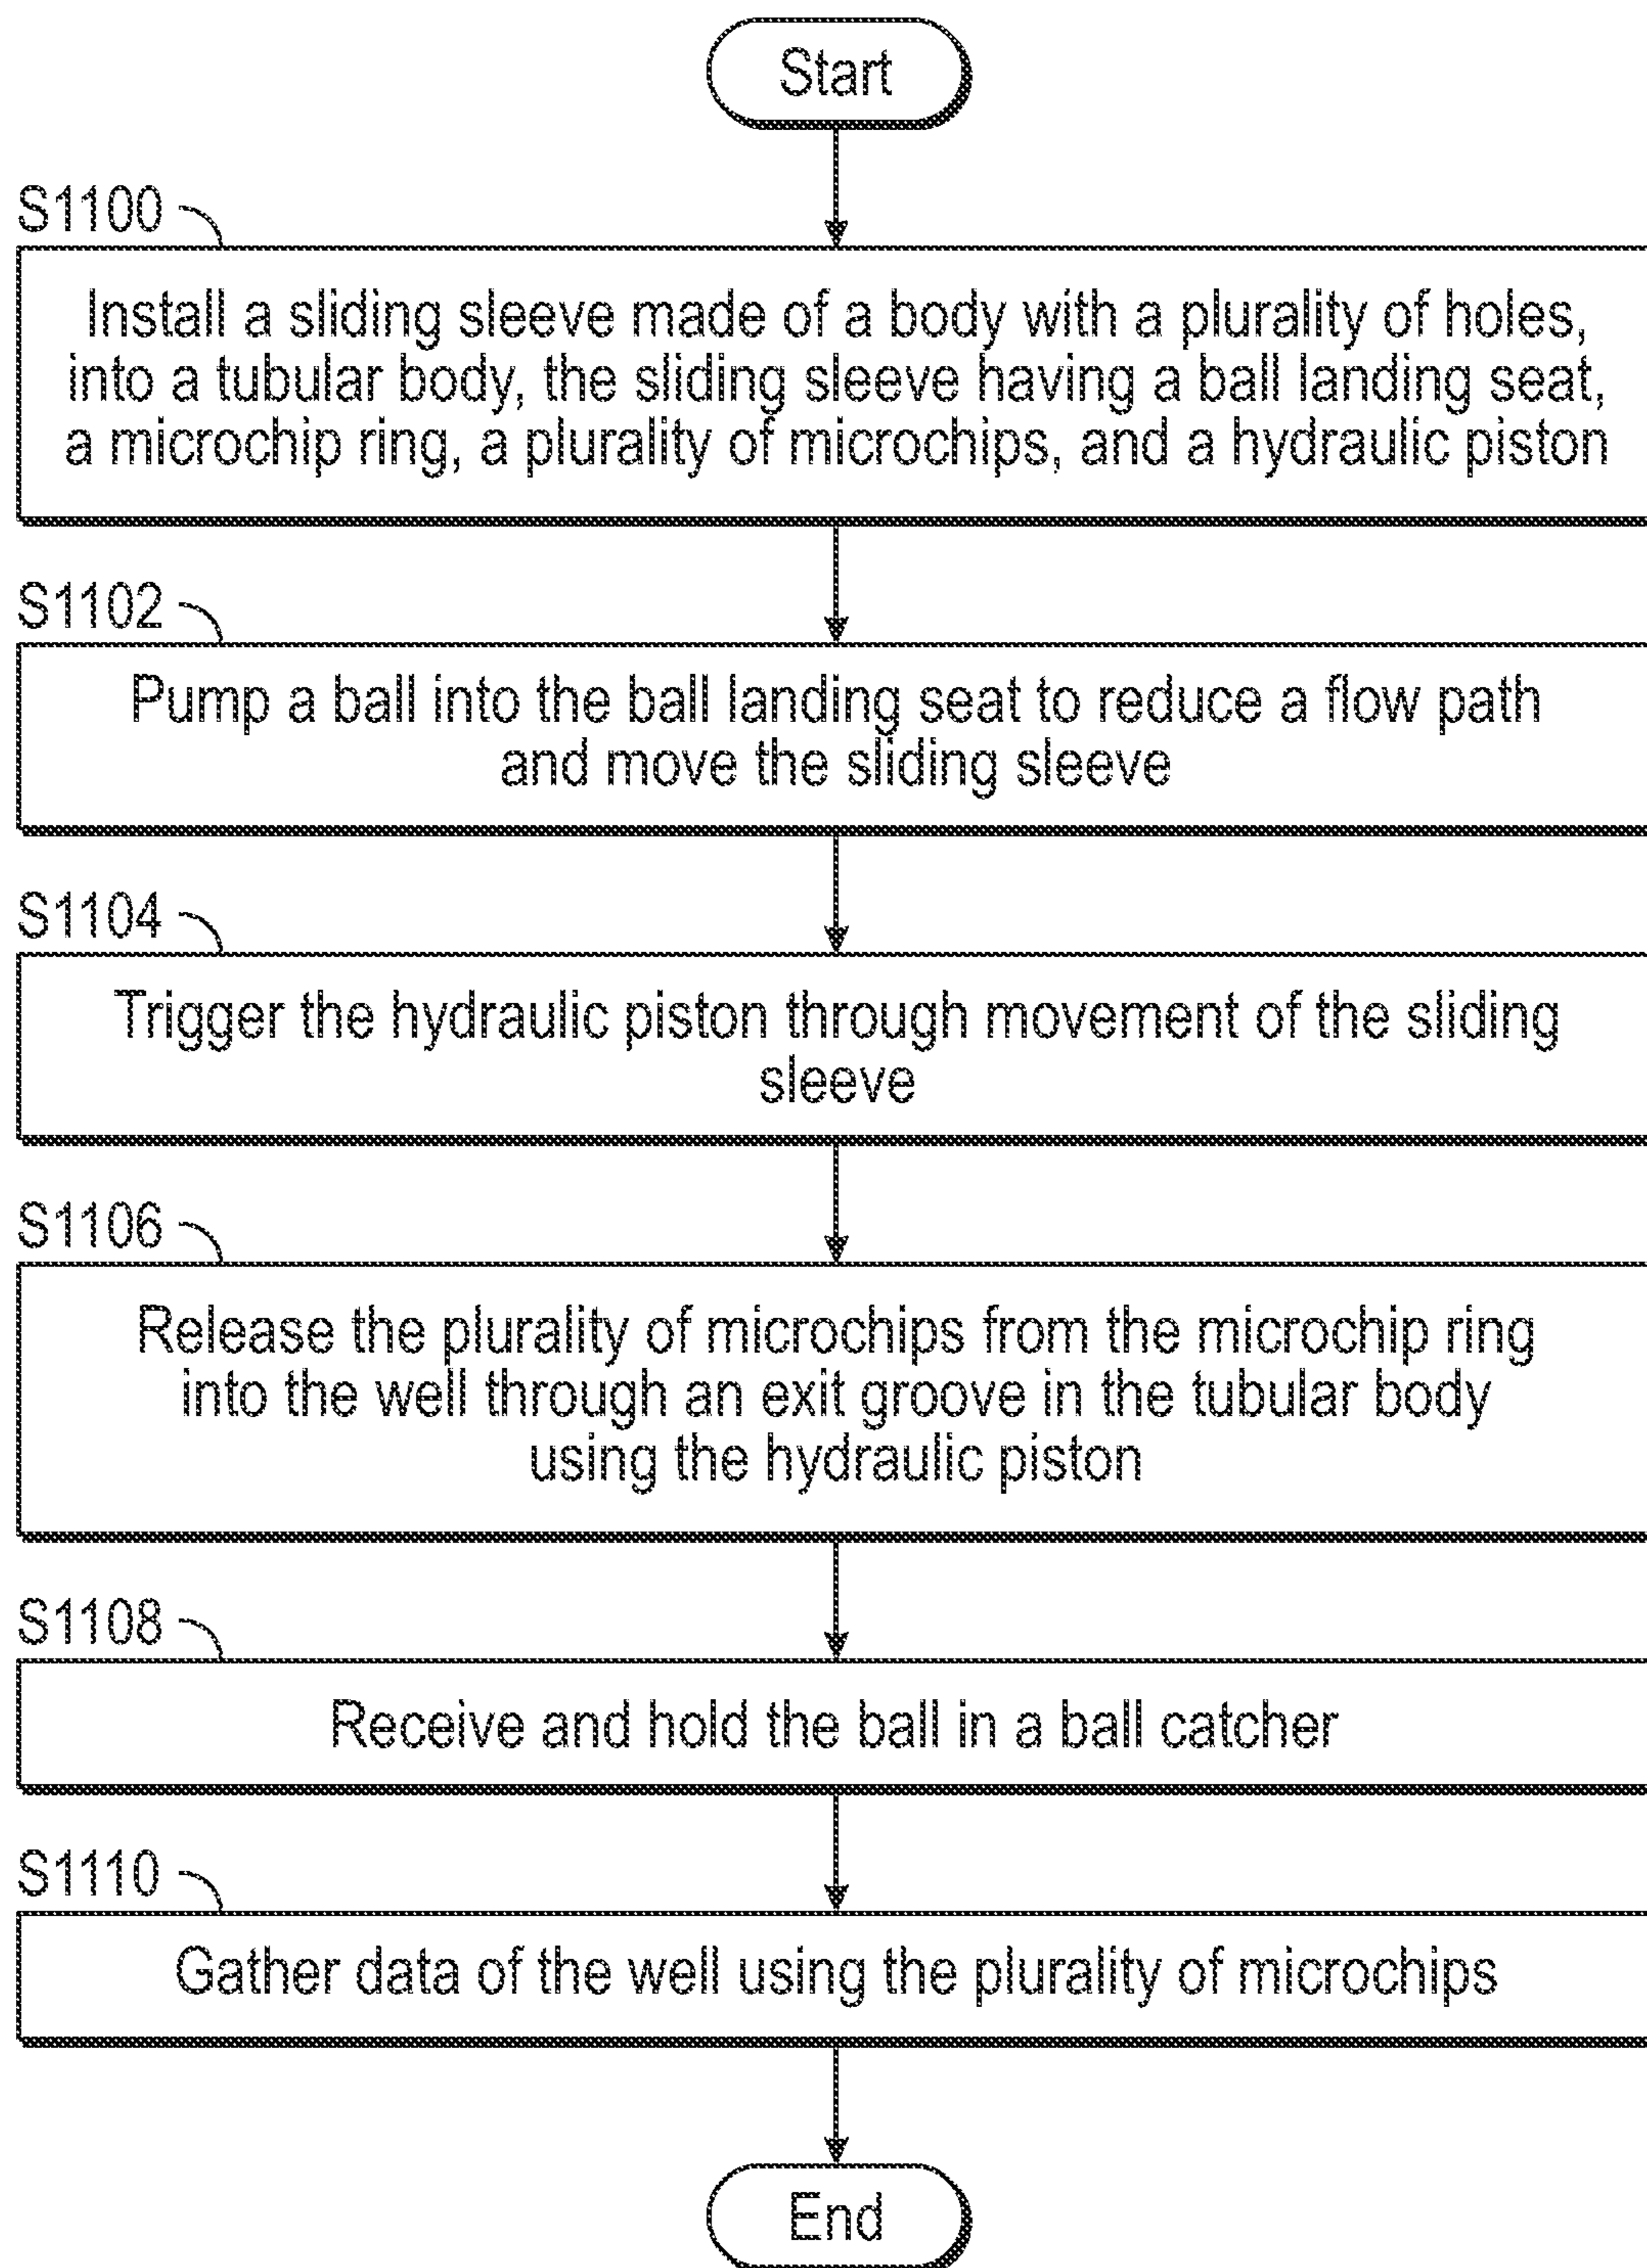 Start
S1100
Install a sliding sleeve made of a body with a plurality of holes,
into a tubular body, the sliding sleeve having a ball landing seat,
a microchip ring, a plurality of microchips, and a hydraulic piston
S1102
Pump a ball into the ball landing seat to reduce a flow path
and move the sliding sleeve
S1104
Trigger the hydraulic piston through movement of the sliding
sleeve
S1106
Release the plurality of microchips from the microchip ring
into the well through an exit groove in the tubular body
using the hydraulic piston
S1108
Receive and hold the ball in a ball catcher
S1110
Gather data of the well using the plurality of microchips
End